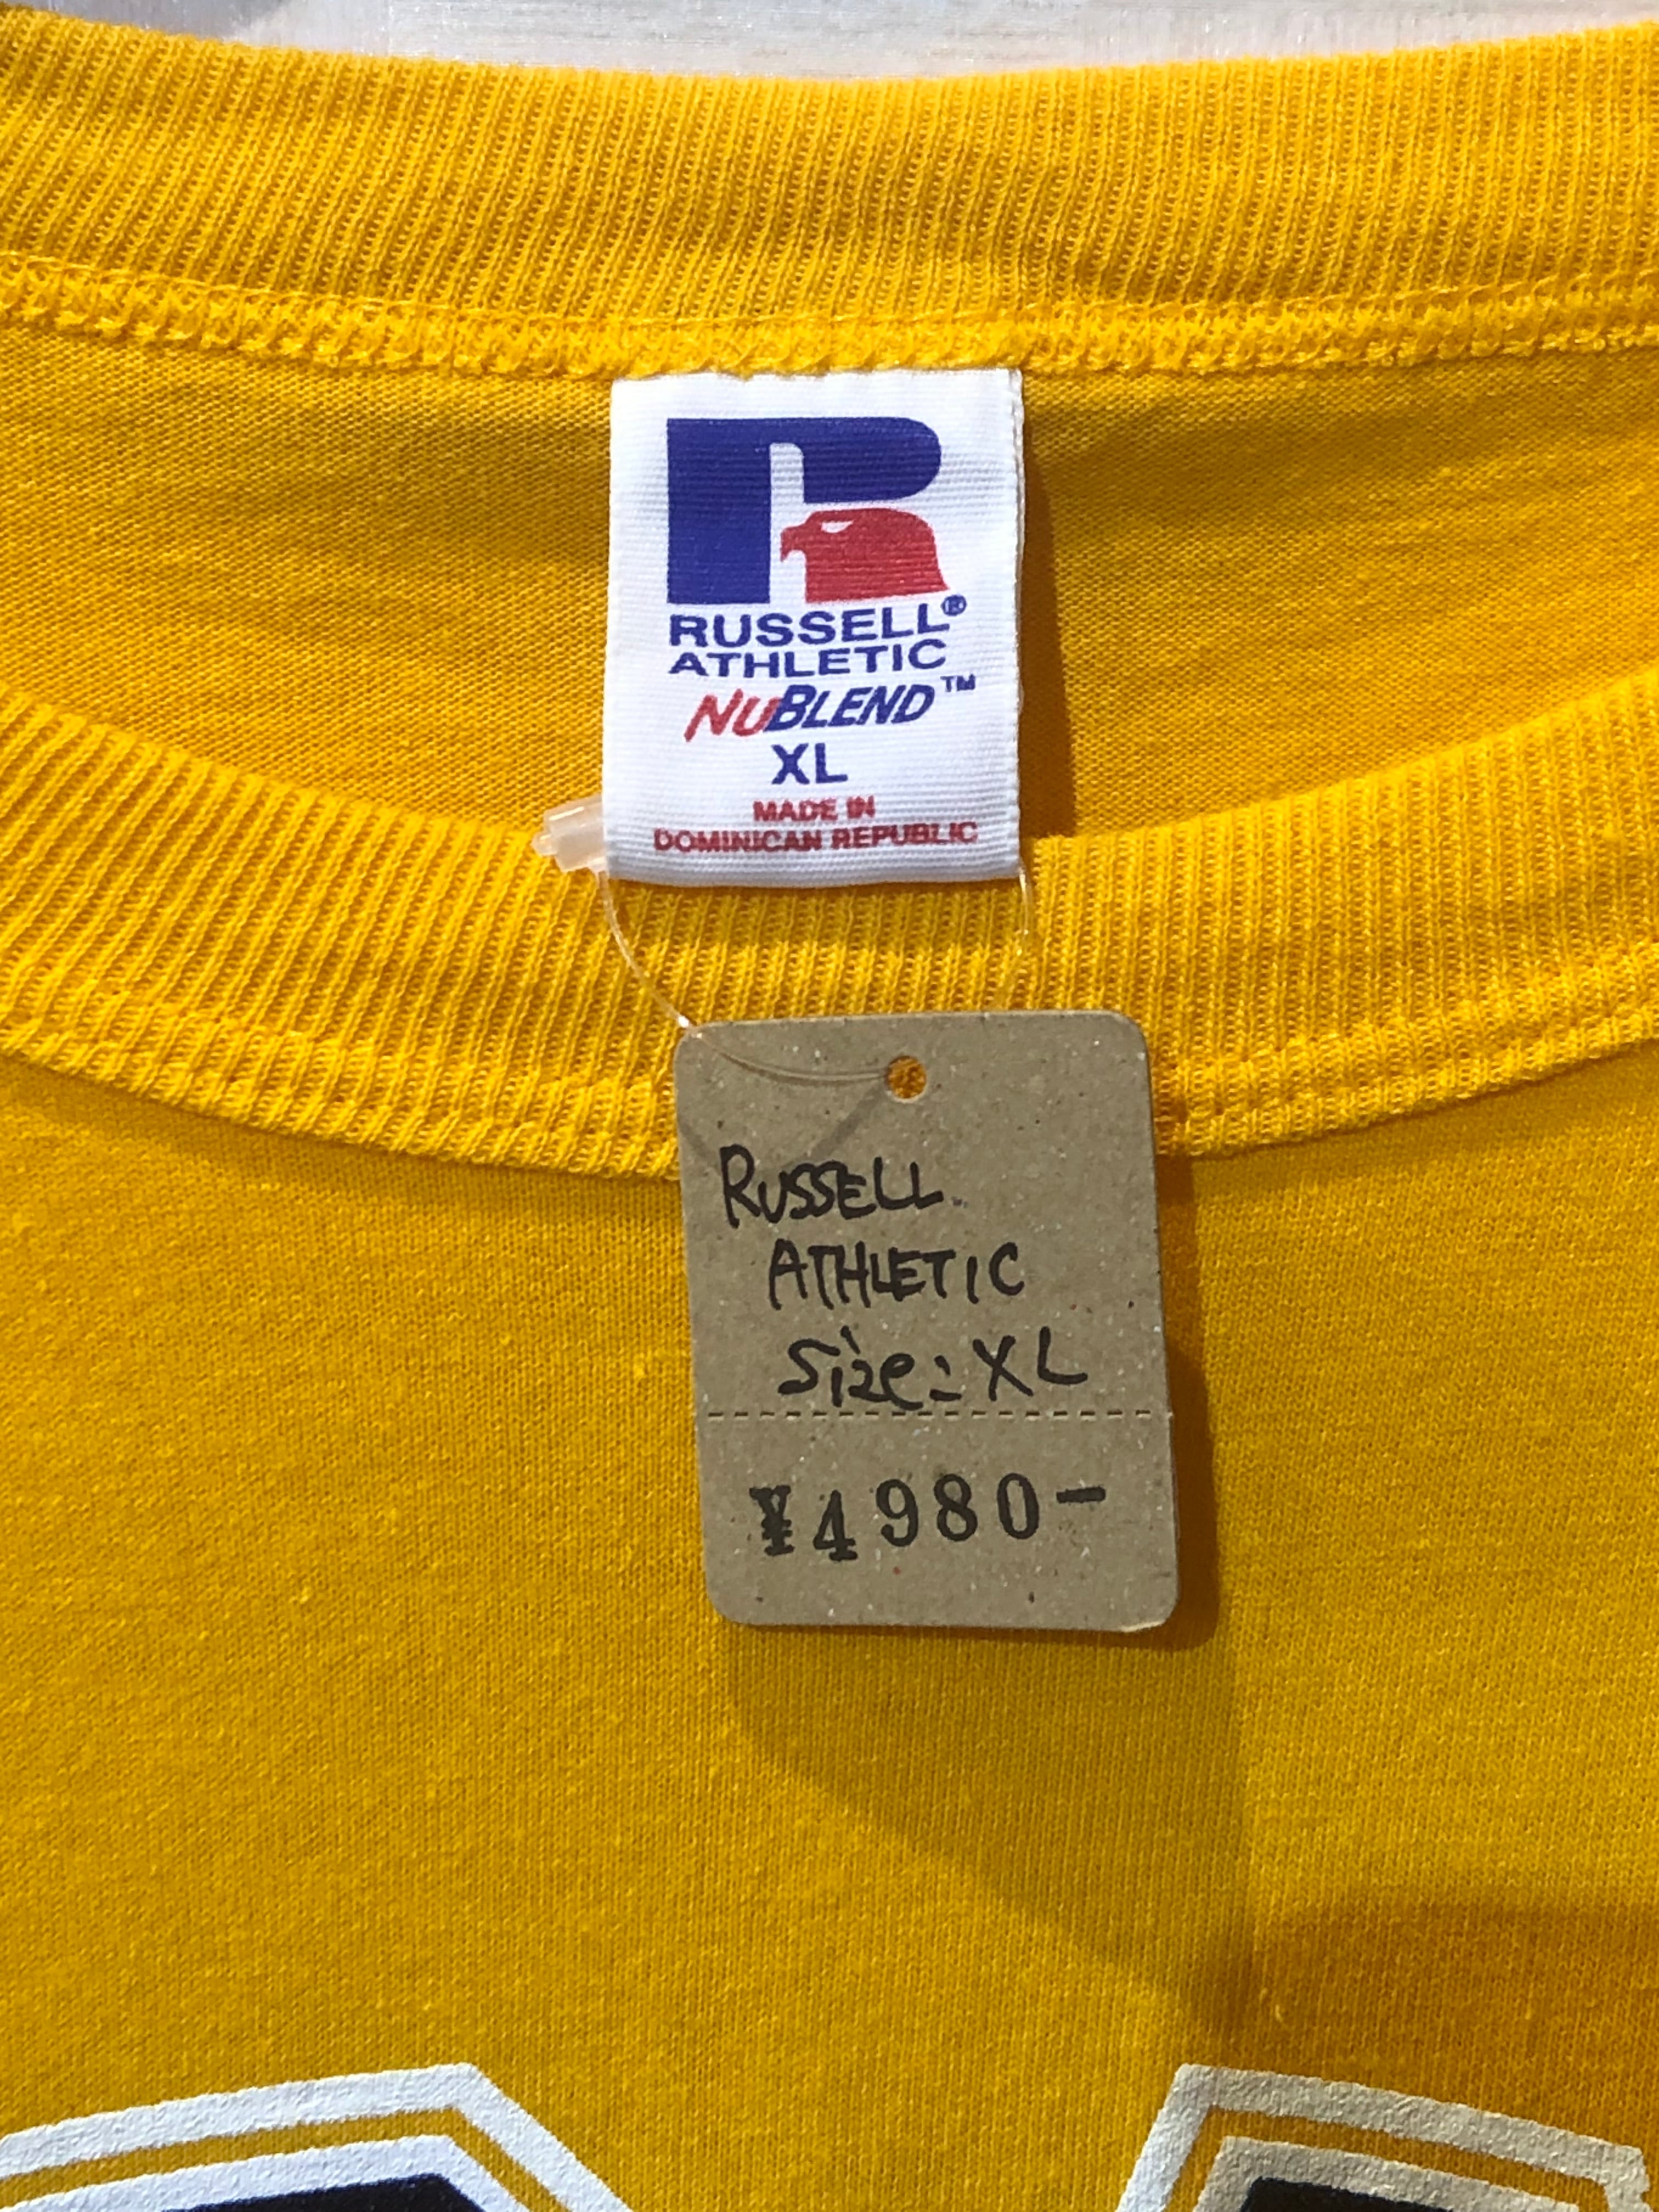 RUSSELL®
ATHLETIC
NUBLEND™
XL
MADE IN
DOMINICAN REPUBLIC
RUSSELL
ATHLETIC
Size: XL
¥4980-